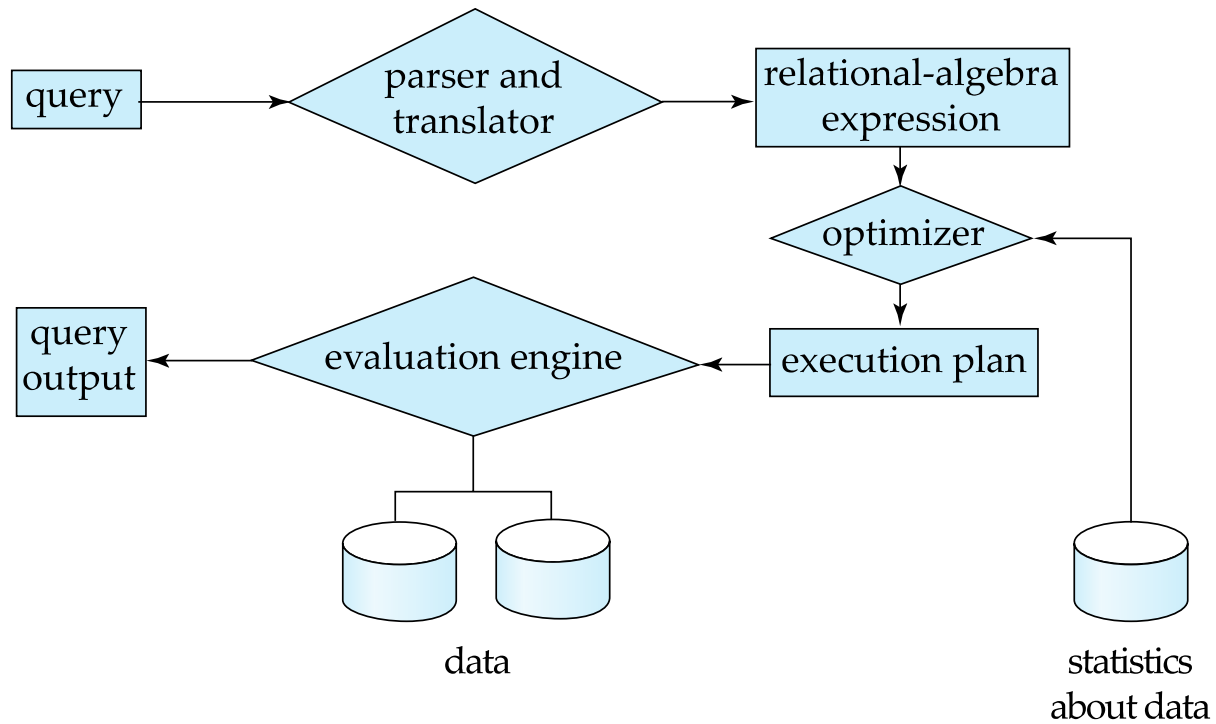 query
parser and
translator
relational-algebra
expression
optimizer
query
output
evaluation engine
execution plan
data
statistics
about data